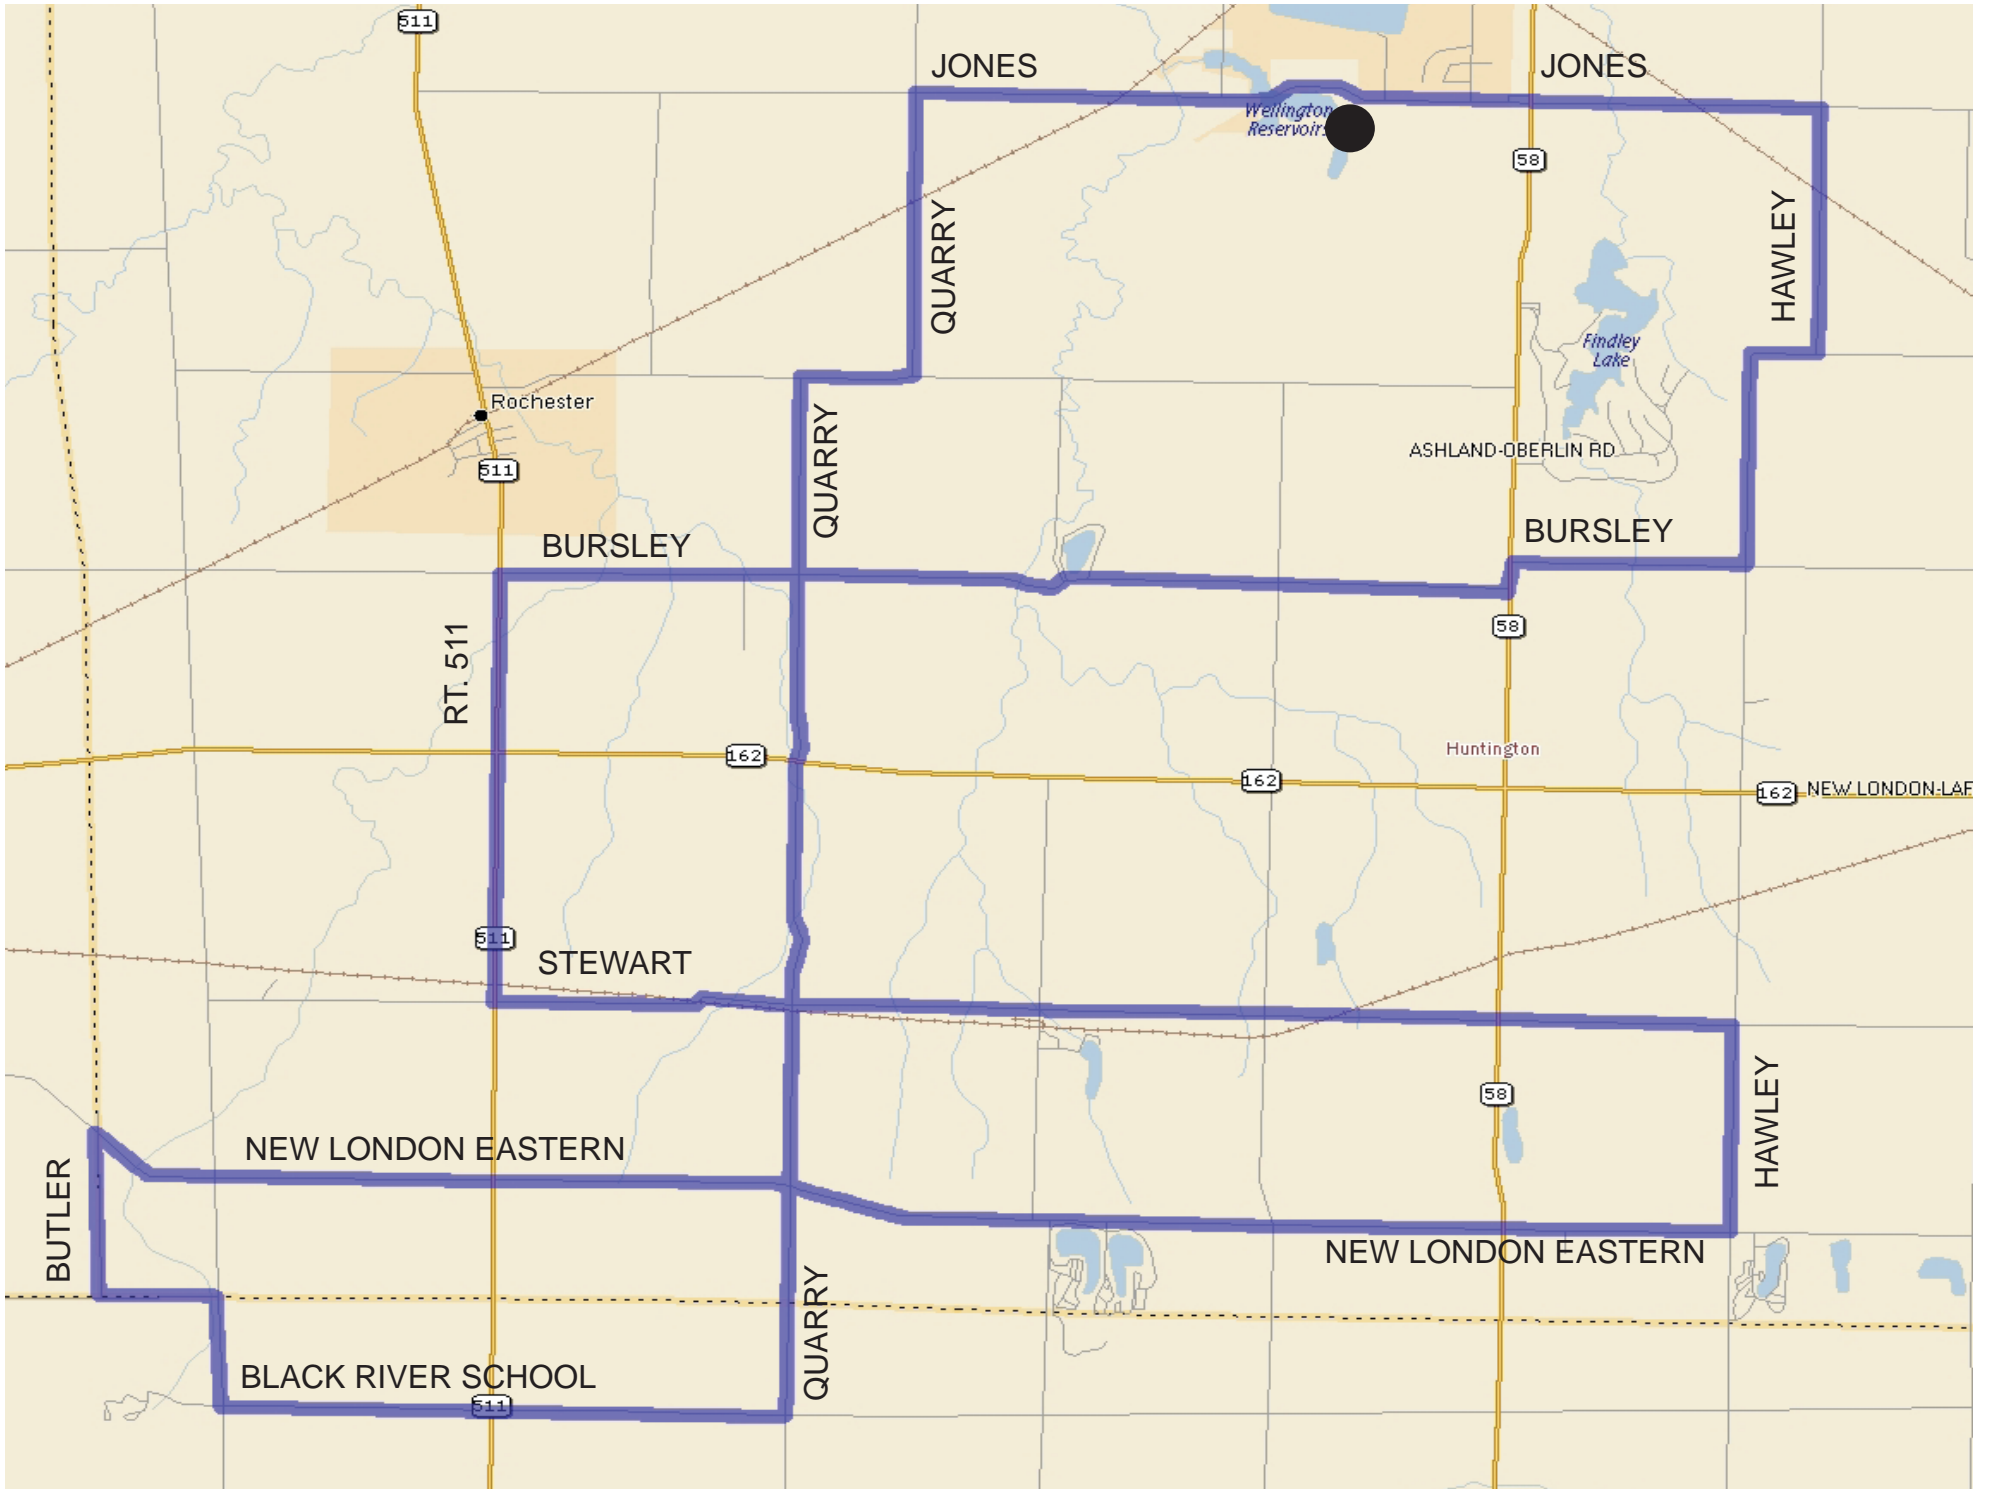 511
JONES
JONES
Wellington
Reservoirs
58
QUARRY
HAWLEY
Findley
Lake
Rochester
QUARRY
ASHLAND-OBERLIN RD
511
BURSLEY
BURSLEY
58
RT. 511
162
Huntington
162
162
NEW LONDON-LAF
511
STEWART
58
HAWLEY
NEW LONDON EASTERN
BUTLER
NEW LONDON EASTERN
QUARRY
BLACK RIVER SCHOOL
511